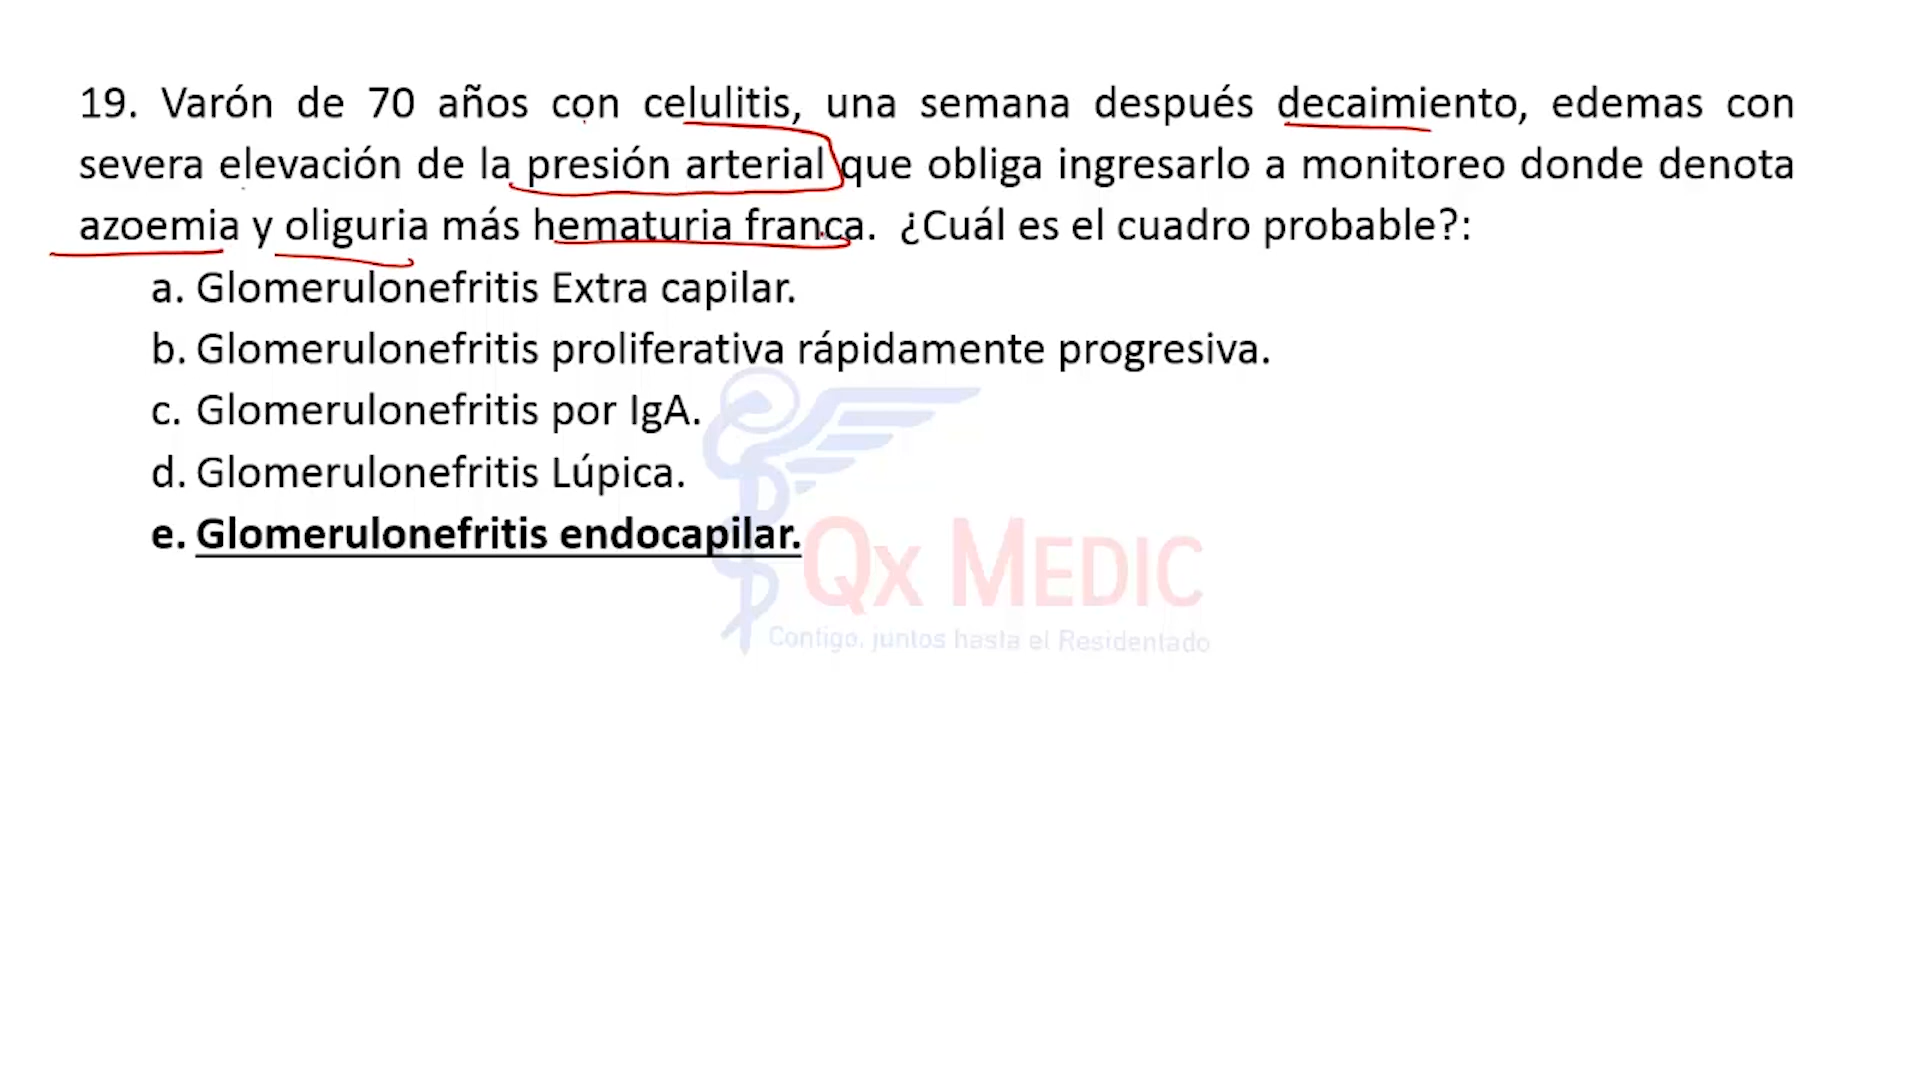 19. Varón de 70 años con celulitis, una semana después decaimiento, edemas con
severa elevación de la presión arterial que obliga ingresarlo a monitoreo donde denota
azoemia y oliguria más hematuria franca. ¿Cuál es el cuadro probable?:
a. Glomerulonefritis Extra capilar.
b. Glomerulonefritis proliferativa rápidamente progresiva.
c. Glomerulonefritis por IgA.
d. Glomerulonefritis Lúpica.
e. Glomerulonefritis endocapilar.
Qx MEDIC
Contigo, juntos hasta el Residentado